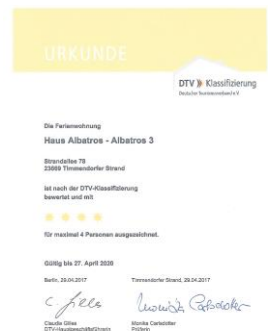 URKUNDE
DTV Klassifizierung
Deutscher Tourismusverband e.V.
Die Ferienwohnung
Haus Albatros - Albatros 3
Strandallee 78
23669 Timmendorfer Strand
ist nach der DTV-Klassifizierung
bewertet und mit
für maximal 4 Personen ausgezeichnet.
Gültig bis 27. April 2020
Berlin, 29.04.2017
Timmendorfer Strand, 29.04.2017
Claudia Gilles
DTV-Hauptgeschäftsführerin
Monika Carlsdotter
Prüferin